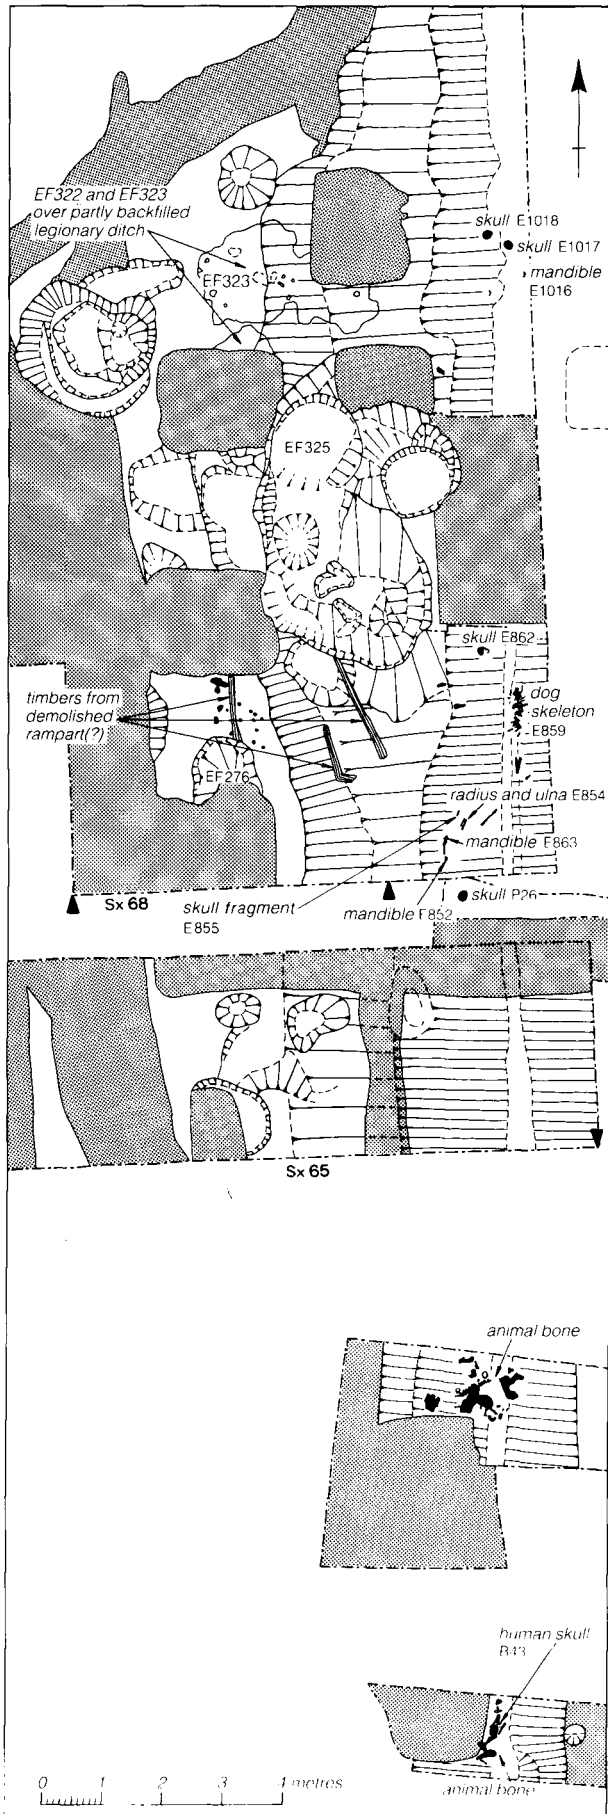 EF322 and EF323
over partly backfilled
legionary ditch
skull E1018
skull E1017
mandible
E1016
EF323
EF325
skull E862
timbers from
demolished
rampart(?)
dog
skeleton
E859
EF276
radius and ulna E854
mandible E863
Sx 68
skull fragment
E855
mandible E852
skull P26
Sx 65
animal bone
human skull
B43
animal bone
0 1 2 3 4 metres